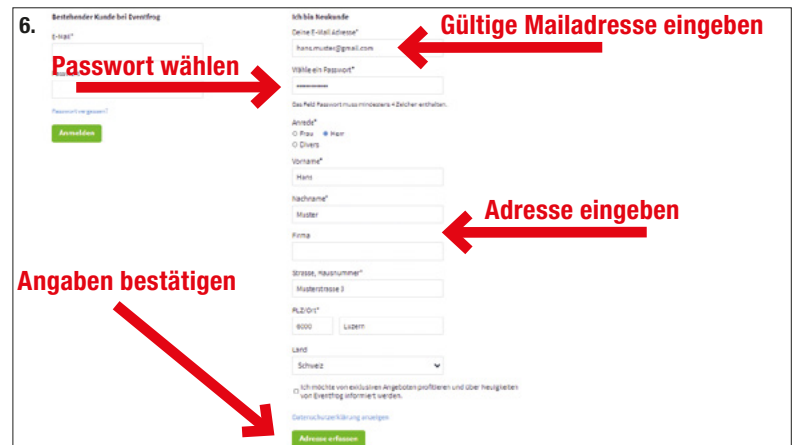 6.
Bestehender Kunde bei Eventfrog
E-Mail*
Passwort wählen
Passwort vergessen?
Anmelden
Ich bin Neukunde
Deine E-Mail Adresse*
hans.muster@gmail.com
Gültige Mailadresse eingeben
Wähle ein Passwort*
Das Feld Passwort muss mindestens 4 Zeichen enthalten.
Anrede*
Frau Herr
Divers
Vorname*
Hans
Nachname*
Muster
Adresse eingeben
Firma
Strasse, Hausnummer*
Musterstrasse 3
Angaben bestätigen
PLZ/Ort*
6000 Luzern
Land
Schweiz
Ich möchte von exklusiven Angeboten profitieren und über Neuigkeiten
von Eventfrog informiert werden.
Datenschutzerklärung anzeigen
Adresse erfassen